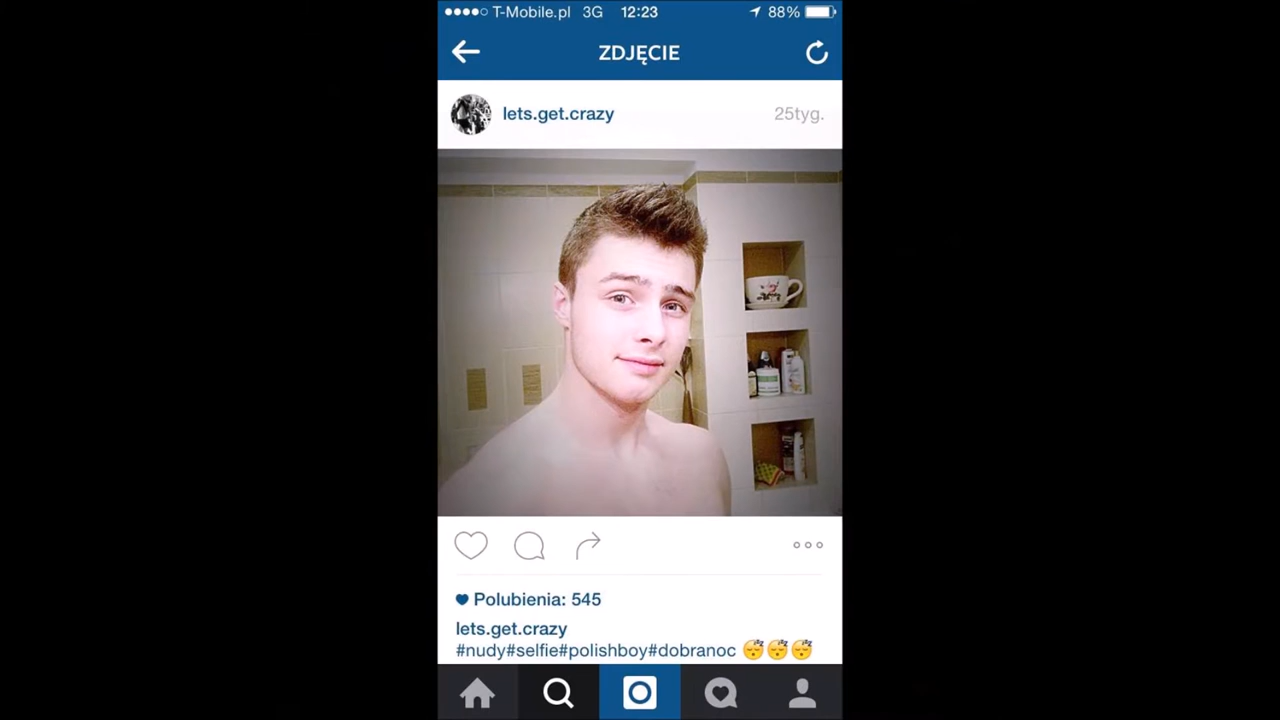 T-Mobile.pl 3G 12:23 88%
ZDJĘCIE
lets.get.crazy 25tyg.
Polubienia: 545
lets.get.crazy
#nudy#selfie#polishboy#dobranoc 😴😴😴